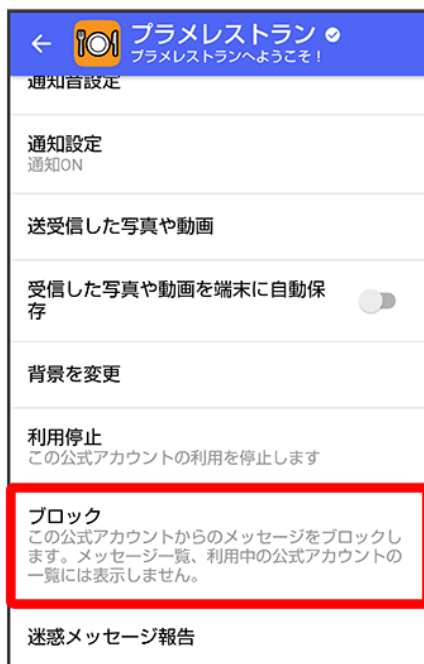 プラメレストラン
プラメレストランへようこそ！
通知音設定
通知設定
通知ON
送受信した写真や動画
受信した写真や動画を端末に自動保
存
背景を変更
利用停止
この公式アカウントの利用を停止します
ブロック
この公式アカウントからのメッセージをブロックし
ます。メッセージ一覧、利用中の公式アカウントの
一覧には表示しません。
迷惑メッセージ報告